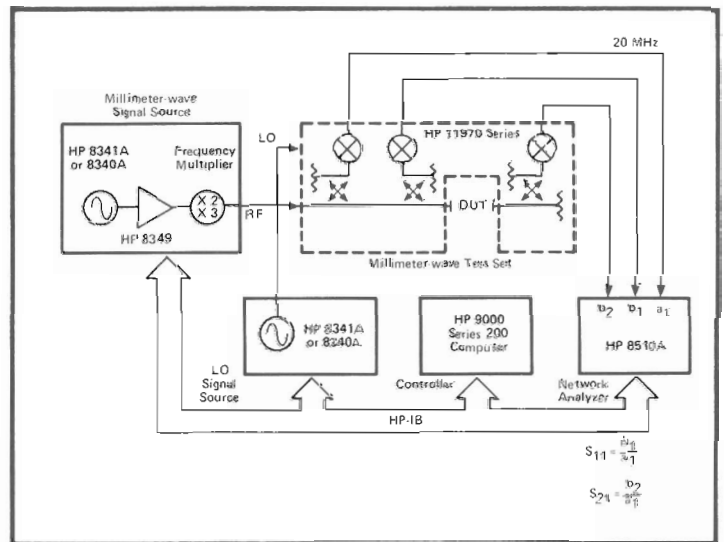 20 MHz
Millimeter-wave
Signal Source
HP 8341A
or 8340A
Frequency
Multiplier
X 2
X 3
HP 8349
LO
RF
HP 11970 Series
DUT
Millimeter-wave Test Set
HP 8341A
or 8340A
LO
Signal
Source
HP 9000
Series 200
Computer
Controller
b2 b1 a1
HP 8510A
Network
Analyzer
HP-IB
S11 = b1/a1
S21 = b2/a1